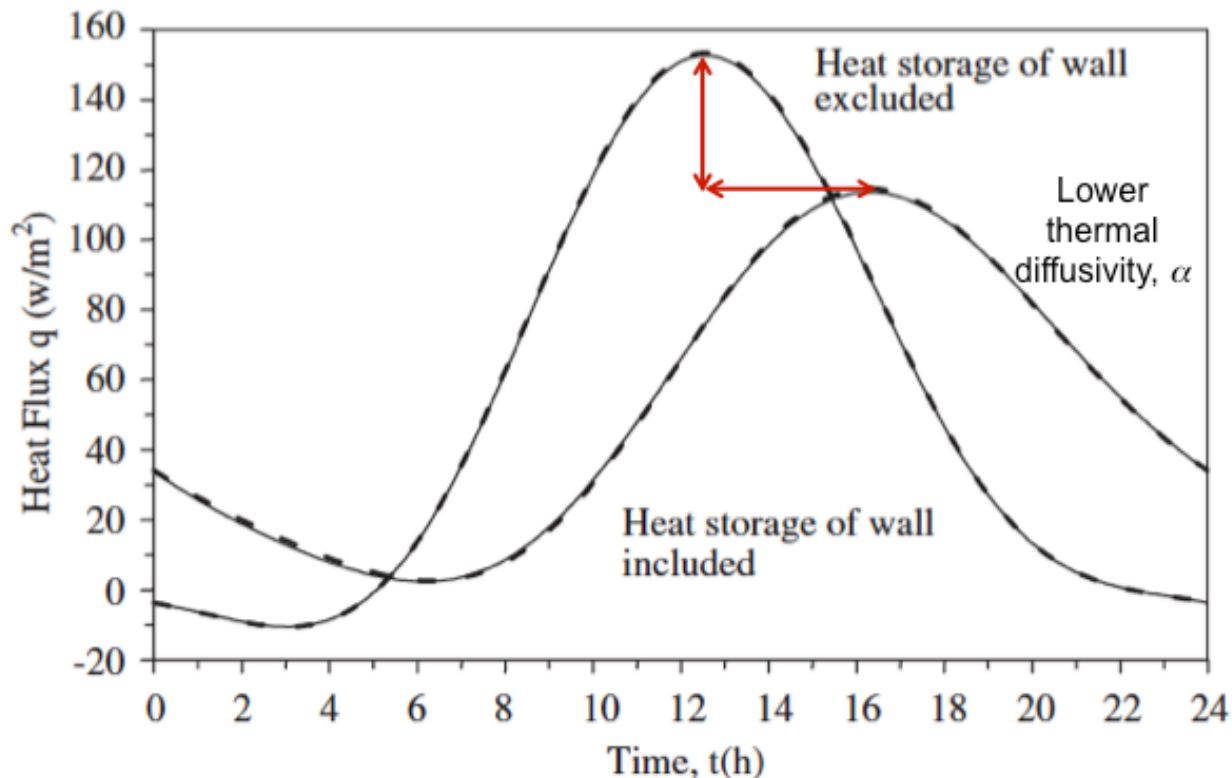 160
140
120
100
80
60
40
20
0
-20
Heat Flux q (w/m²)
Heat storage of wall
excluded
Lower
thermal
diffusivity, α
Heat storage of wall
included
0 2 4 6 8 10 12 14 16 18 20 22 24
Time, t(h)